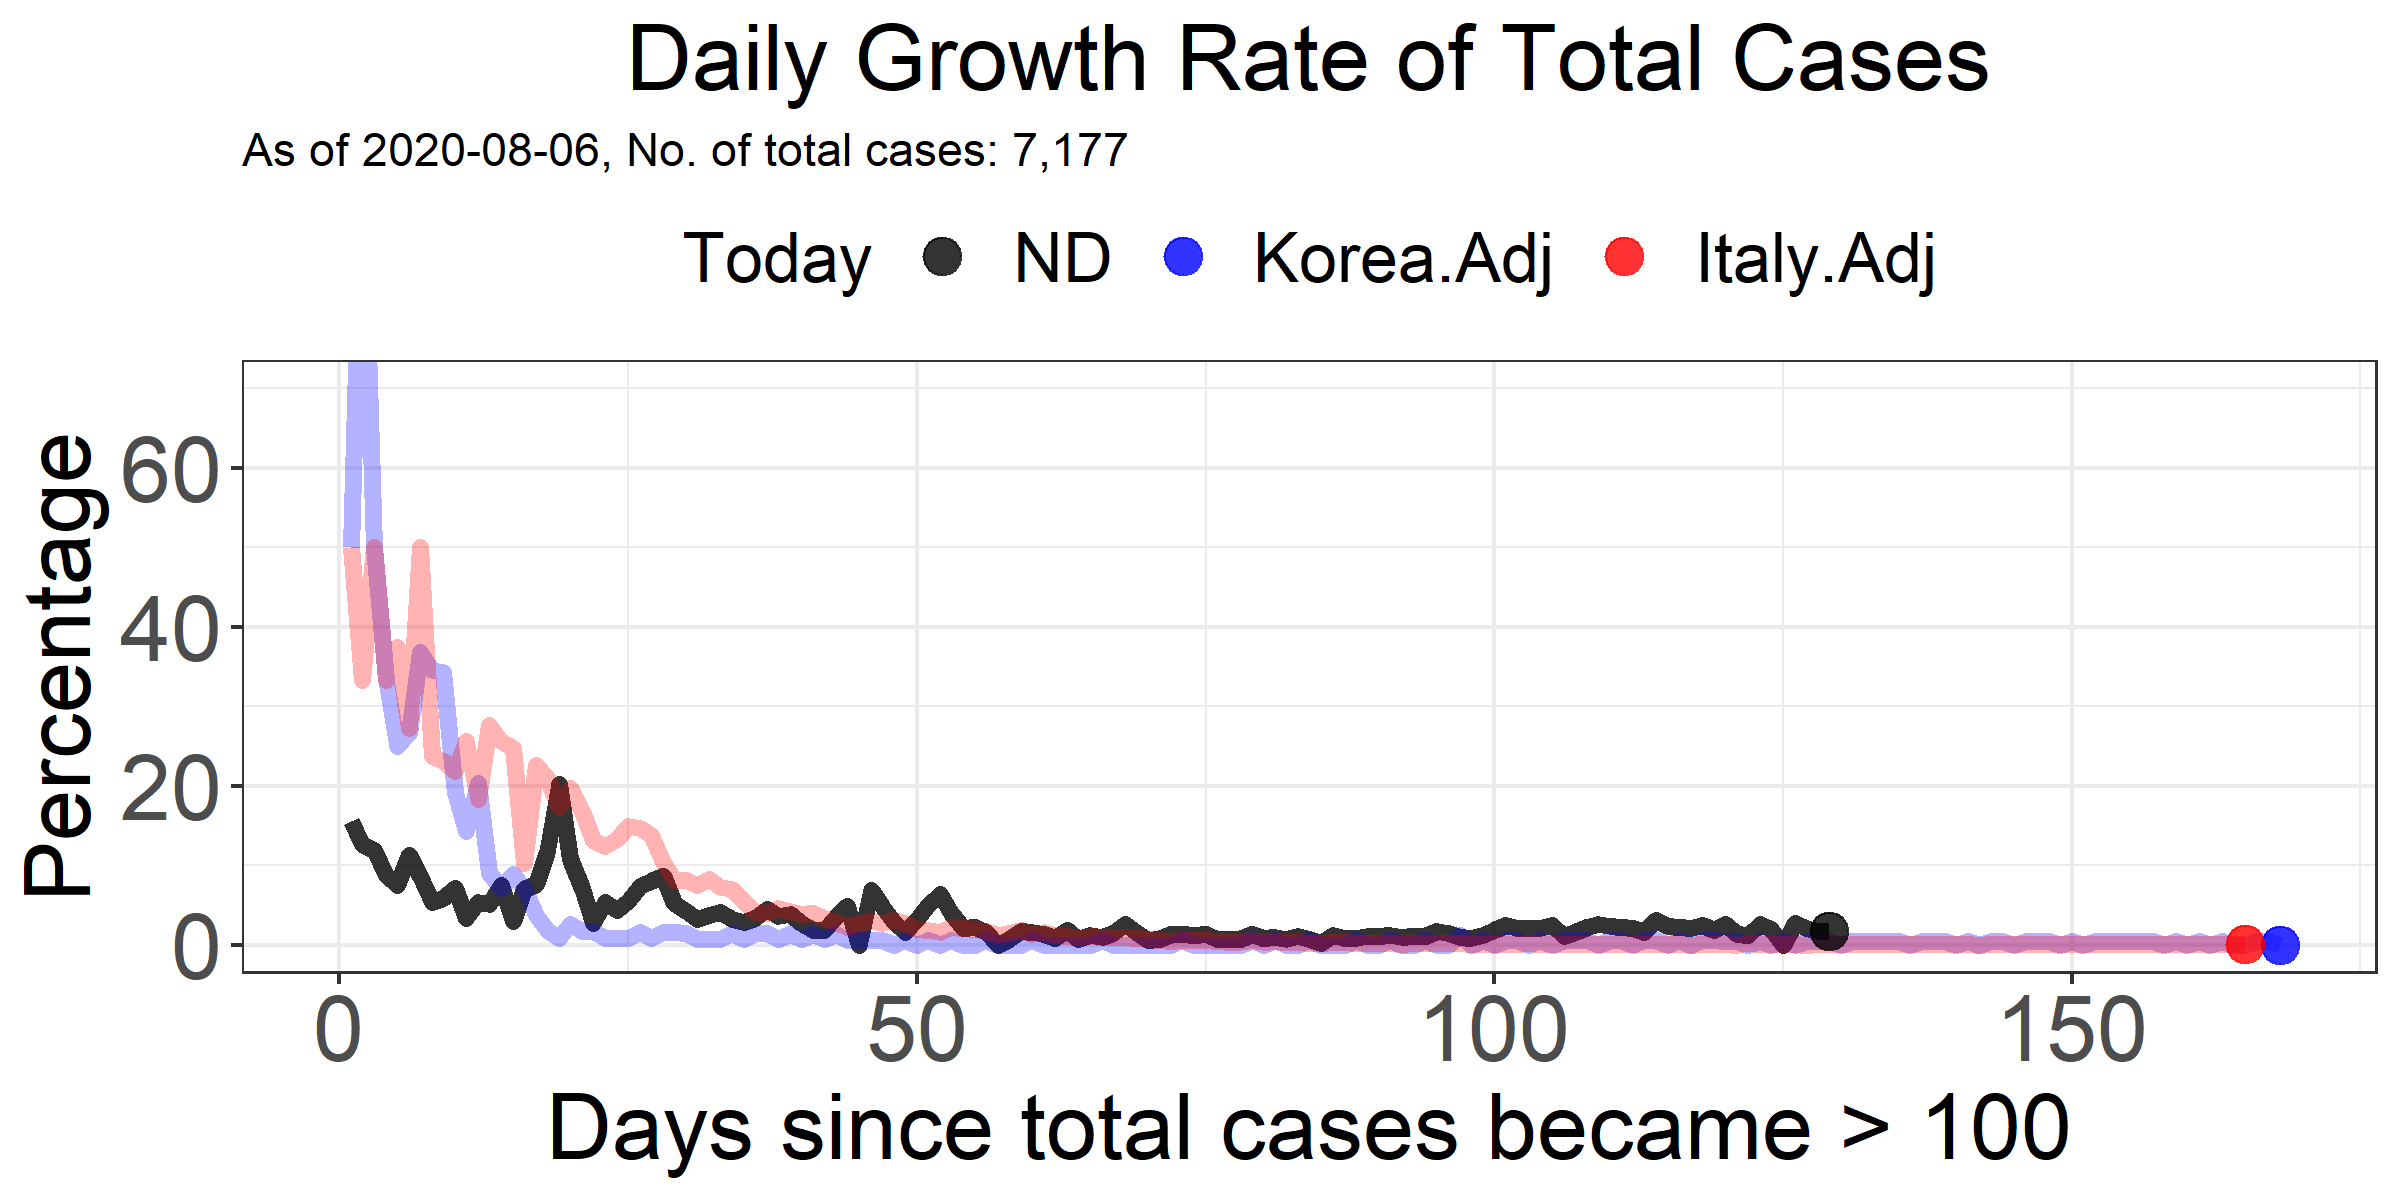 Daily Growth Rate of Total Cases
As of 2020-08-06, No. of total cases: 7,177
Today ND Korea.Adj Italy.Adj
Percentage
60
40
20
0
0 50 100 150
Days since total cases became > 100